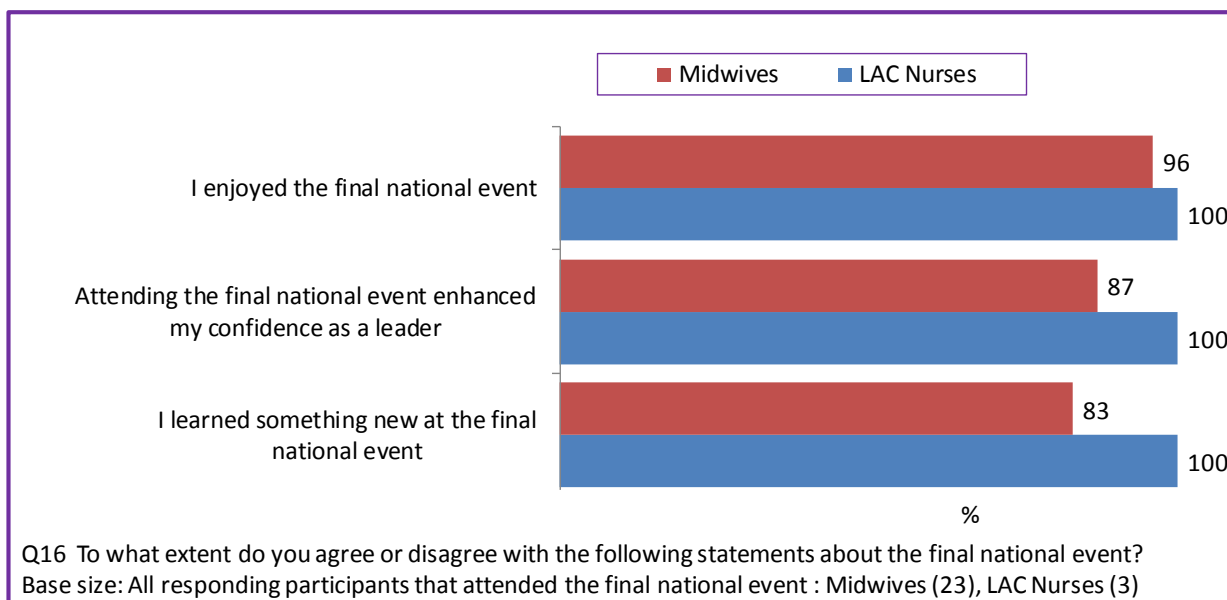 Midwives LAC Nurses
I enjoyed the final national event
96
100
Attending the final national event enhanced
my confidence as a leader
87
100
I learned something new at the final
national event
83
100
%
Q16 To what extent do you agree or disagree with the following statements about the final national event?
Base size: All responding participants that attended the final national event : Midwives (23), LAC Nurses (3)